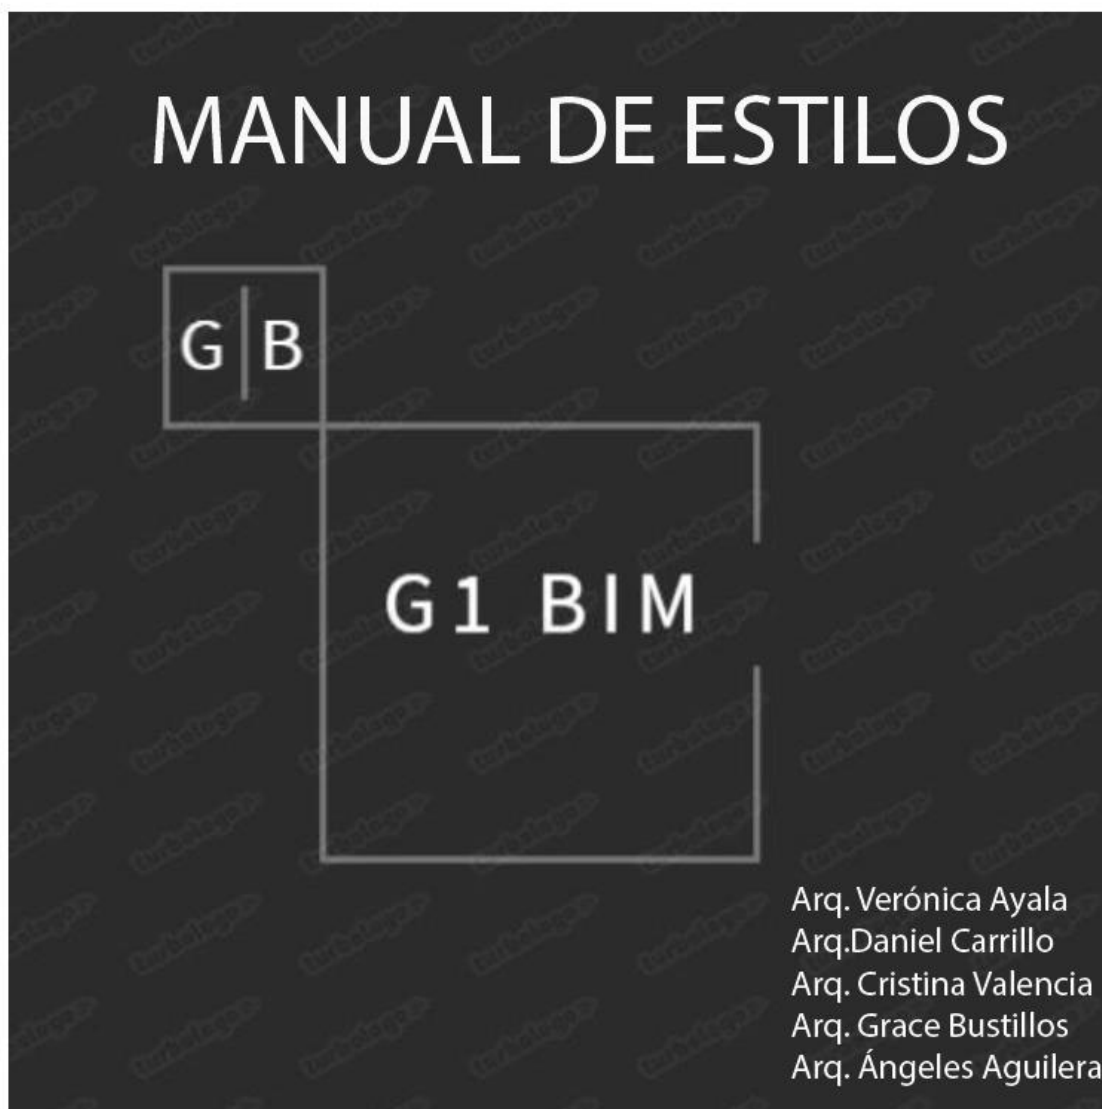 MANUAL DE ESTILOS
G|B
G1 BIM
Arq. Verónica Ayala
Arq.Daniel Carrillo
Arq. Cristina Valencia
Arq. Grace Bustillos
Arq. Ángeles Aguilera
turbologo